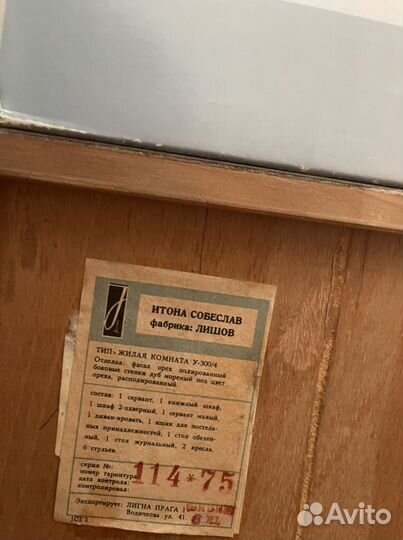 ИТОНА СОБЕСЛАВ
фабрика: ЛИШОВ
ТИП: ЖИЛАЯ КОМНАТА У-300/4
Отделка: фасад орех полированный
боковые стенки дуб мореный под цвет
ореха, располированный.
состав: 1 сервант, 1 книжный шкаф,
1 шкаф 2-хдверный, 1 сервант малый,
1 диван-кровать, 1 ящик для постель-
ных принадлежностей, 1 стол обеден-
ный, 1 стол журнальный, 2 кресла,
6 стульев.
серия №:
номер гарнитура:
дата контроля:
контролировал:
114*75
Экспортирует: ЛИГНА ПРАГА
Водичкова ул. 41.
Avito